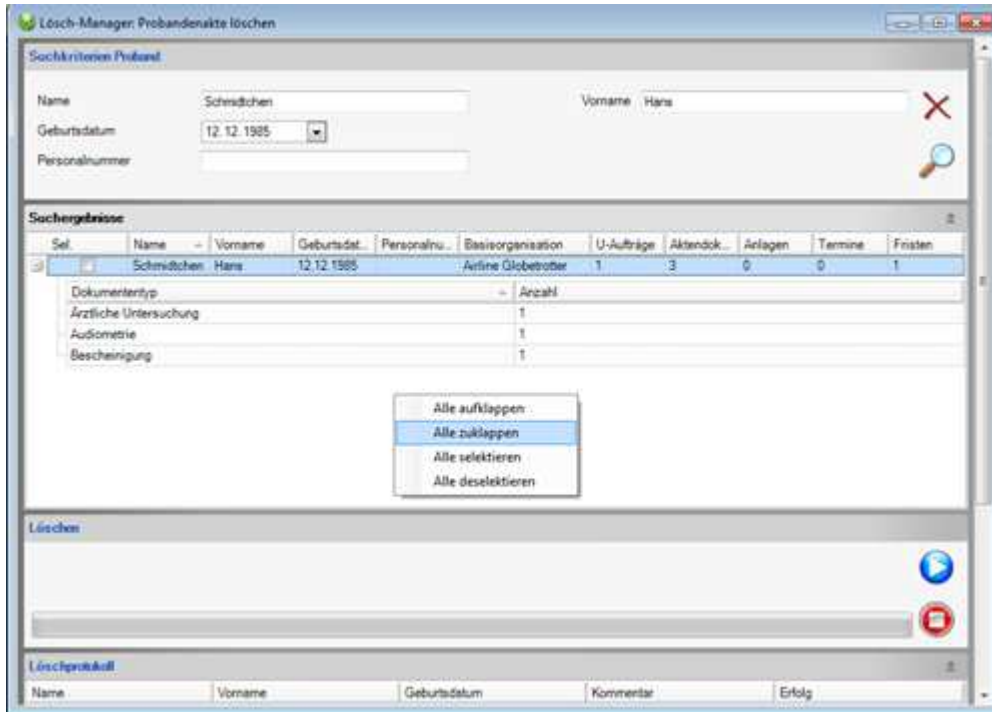 Lösch-Manager: Probandenakte löschen
Suchkriterien Proband
Name Schmidtchen Vorname Hans
Geburtsdatum 12.12.1985
Personalnummer
Suchergebnisse
Sel. Name Vorname Geburtsdat... Personalnu... Basisorganisation U-Aufträge Aktendok... Anlagen Termine Fristen
Schmidtchen Hans 12.12.1985 Airline Globetrotter 1 3 0 0 1
Dokumententyp Anzahl
Ärztliche Untersuchung 1
Audiometrie 1
Bescheinigung 1
Alle aufklappen
Alle zuklappen
Alle selektieren
Alle deselektieren
Löschen
Löschprotokoll
Name Vorname Geburtsdatum Kommentar Erfolg